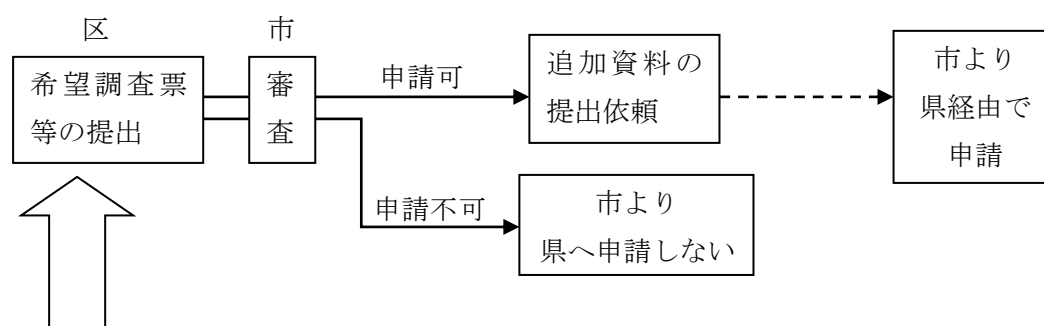 区
市
希望調査票
等の提出
審
査
申請可
追加資料の
提出依頼
市より
県経由で
申請
申請不可
市より
県へ申請しない